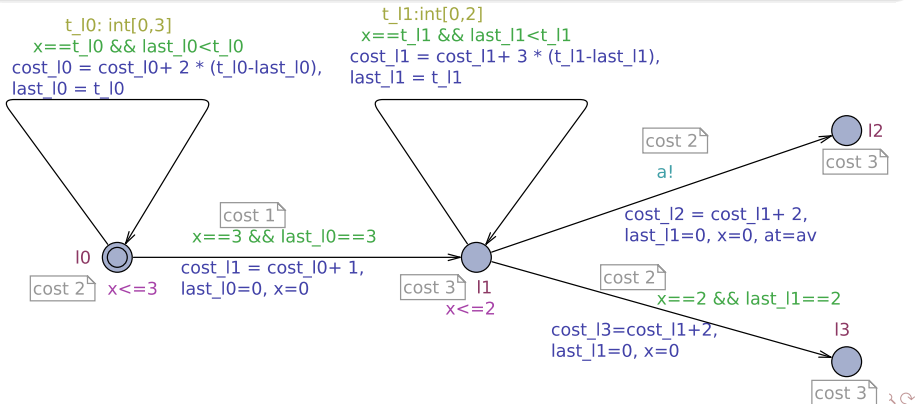 t_l0: int[0,3]
x==t_l0 && last_l0<t_l0
cost_l0 = cost_l0+ 2 * (t_l0-last_l0),
last_l0 = t_l0
t_l1:int[0,2]
x==t_l1 && last_l1<t_l1
cost_l1 = cost_l1+ 3 * (t_l1-last_l1),
last_l1 = t_l1
cost 2
l2
a!
cost 3
cost_l2 = cost_l1+ 2,
last_l1=0, x=0, at=av
cost 1
x==3 && last_l0==3
l0
cost_l1 = cost_l0+ 1,
last_l0=0, x=0
cost 2
x<=3
cost 3
l1
x<=2
cost 2
x==2 && last_l1==2
cost_l3=cost_l1+2,
last_l1=0, x=0
l3
cost 3